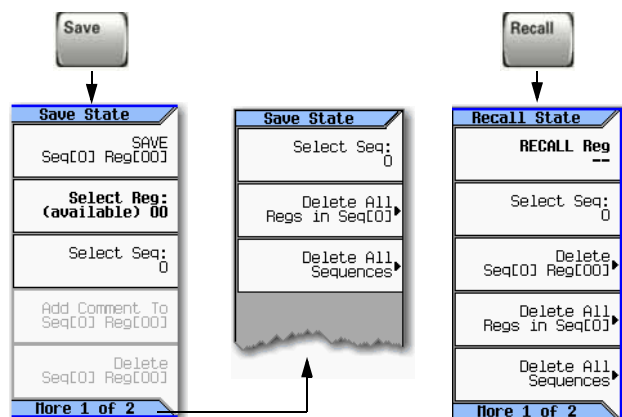 Save
Save State
SAVE
Seq[0] Reg[00]
Select Reg:
(available) 00
Select Seq:
0
Add Comment To
Seq[0] Reg[00]
Delete
Seq[0] Reg[00]
More 1 of 2
Save State
Select Seq:
0
Delete All
Regs in Seq[0]
Delete All
Sequences
Recall
Recall State
RECALL Reg
--
Select Seq:
0
Delete
Seq[0] Reg[00]
Delete All
Regs in Seq[0]
Delete All
Sequences
More 1 of 2